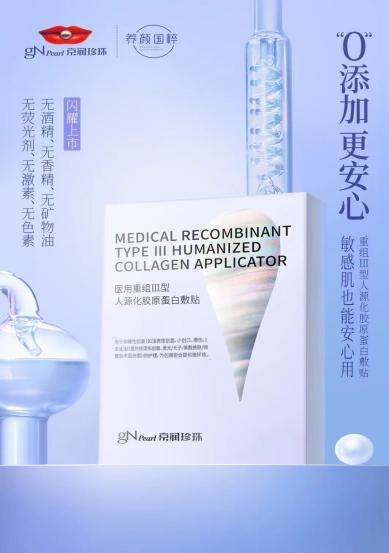 gN Pearl 京润珍珠
养颜国粹
“0”添加 更安心
重组Ⅲ型人源化胶原蛋白敷贴
敏感肌也能安心用
闪耀上市
无酒精、无香精、无矿物油
无荧光剂、无激素、无色素
MEDICAL RECOMBINANT
TYPE III HUMANIZED
COLLAGEN APPLICATOR
医用重组Ⅲ型
人源化胶原蛋白敷贴
gN Pearl 京润珍珠